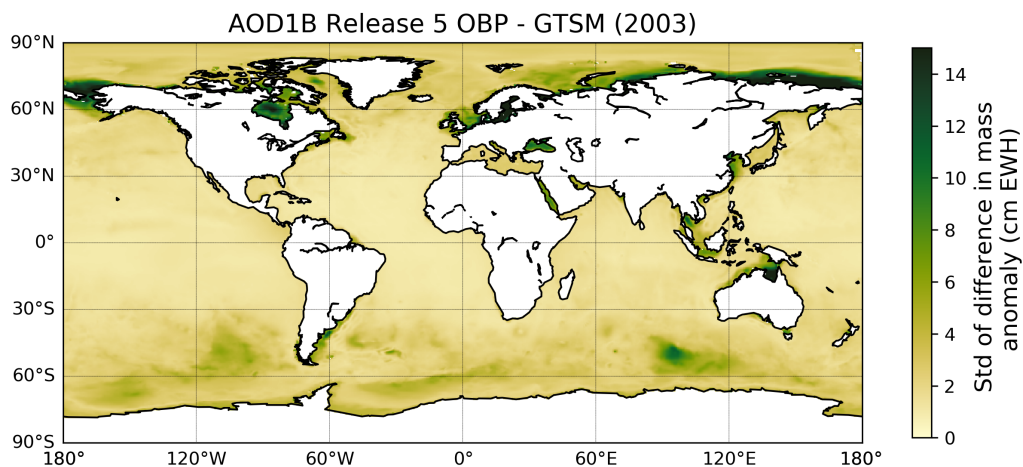 AOD1B Release 5 OBP - GTSM (2003)
90°N
60°N
30°N
0°
30°S
60°S
90°S
180° 120°W 60°W 0° 60°E 120°E 180°
14
12
10
8
6
4
2
0
Std of difference in mass
anomaly (cm EWH)